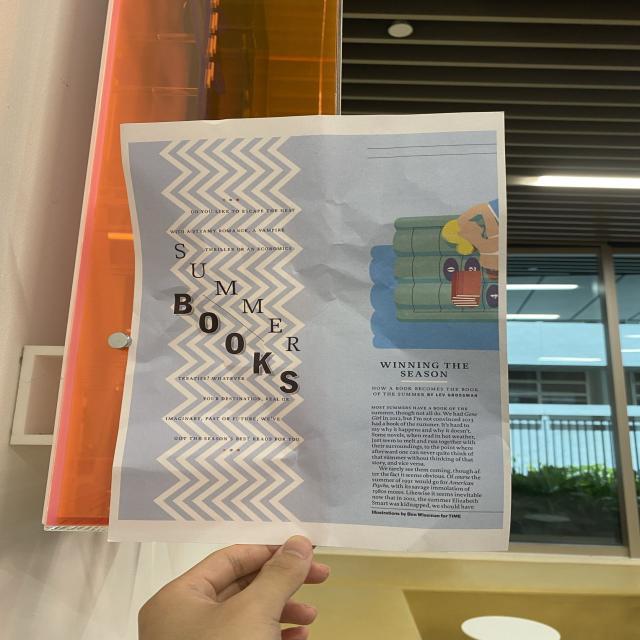 DO YOU LIKE TO ESCAPE THE HEAT
WITH A STEAMY ROMANCE, A VAMPIRE
THRILLER OR AN ECONOMICS
SUMMER
BOOKS
TREATISE? WHATEVER
YOUR DESTINATION, REAL OR
IMAGINARY, PAST OR FUTURE, WE'VE
GOT THE SEASON'S BEST READS FOR YOU
WINNING THE
SEASON
HOW A BOOK BECOMES THE BOOK
OF THE SUMMER BY LEV GROSSMAN
MOST SUMMERS HAVE A BOOK OF THE
summer, though not all do. We had Gone
Girl in 2012, but I'm not sure that 2013
had a book of the summer. It's hard to
say why it happens and why it doesn't.
Some novels, when read in hot weather,
just seem to melt and run together with
their surroundings, to the point where
afterward one can never quite think of
that summer without thinking of that
story, and vice versa.
We rarely see them coming, though af-
ter the fact it seems obvious. Of course the
summer of 1991 would go for American
Psycho, with its savage immolation of
1980s mores. Likewise it seems inevitable
now that in 2002, the summer Elizabeth
Smart was kidnapped, we should have
Illustrations by Ben Wiseman for TIME